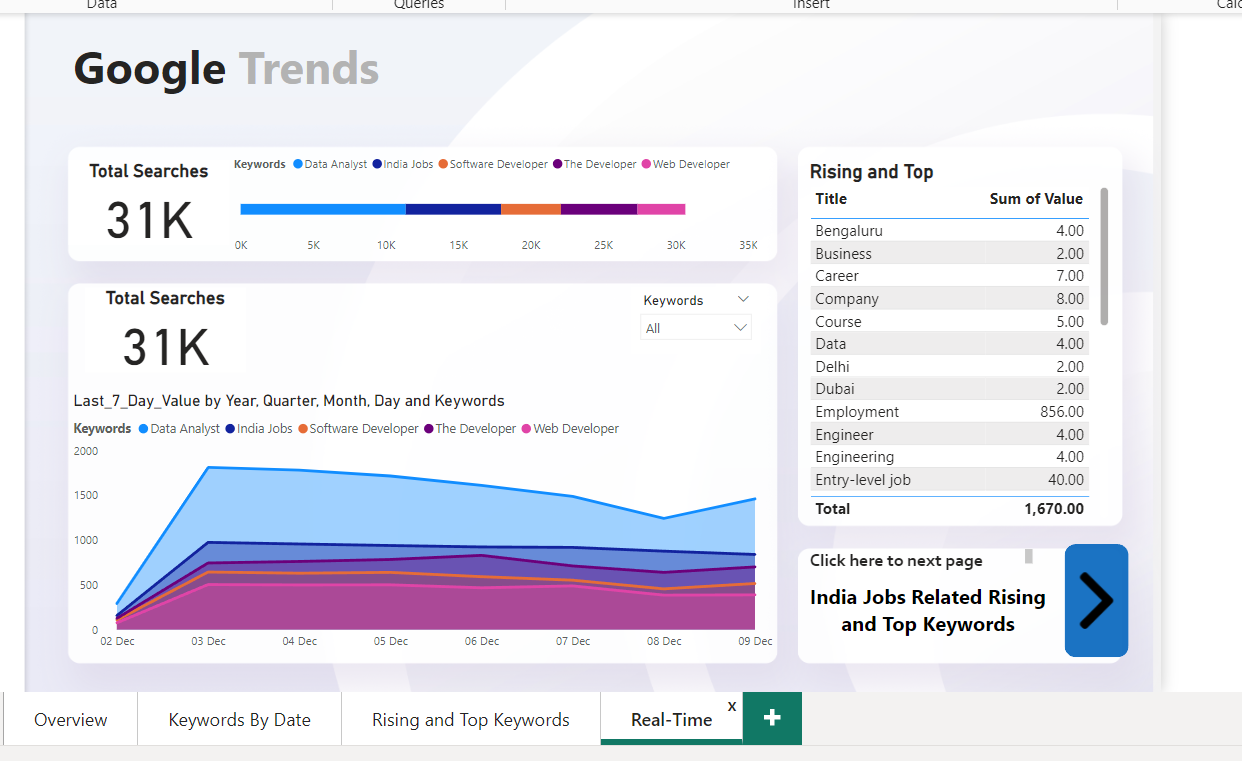 Data Queries Insert
Google Trends
Total Searches
31K
Keywords Data Analyst India Jobs Software Developer The Developer Web Developer
0K 5K 10K 15K 20K 25K 30K 35K
Total Searches
31K
Keywords
All
Last_7_Day_Value by Year, Quarter, Month, Day and Keywords
Keywords Data Analyst India Jobs Software Developer The Developer Web Developer
2000
1500
1000
500
0
02 Dec 03 Dec 04 Dec 05 Dec 06 Dec 07 Dec 08 Dec 09 Dec
Rising and Top
Title Sum of Value
Bengaluru 4.00
Business 2.00
Career 7.00
Company 8.00
Course 5.00
Data 4.00
Delhi 2.00
Dubai 2.00
Employment 856.00
Engineer 4.00
Engineering 4.00
Entry-level job 40.00
Total 1,670.00
Click here to next page
India Jobs Related Rising
and Top Keywords
Overview Keywords By Date Rising and Top Keywords Real-Time x +